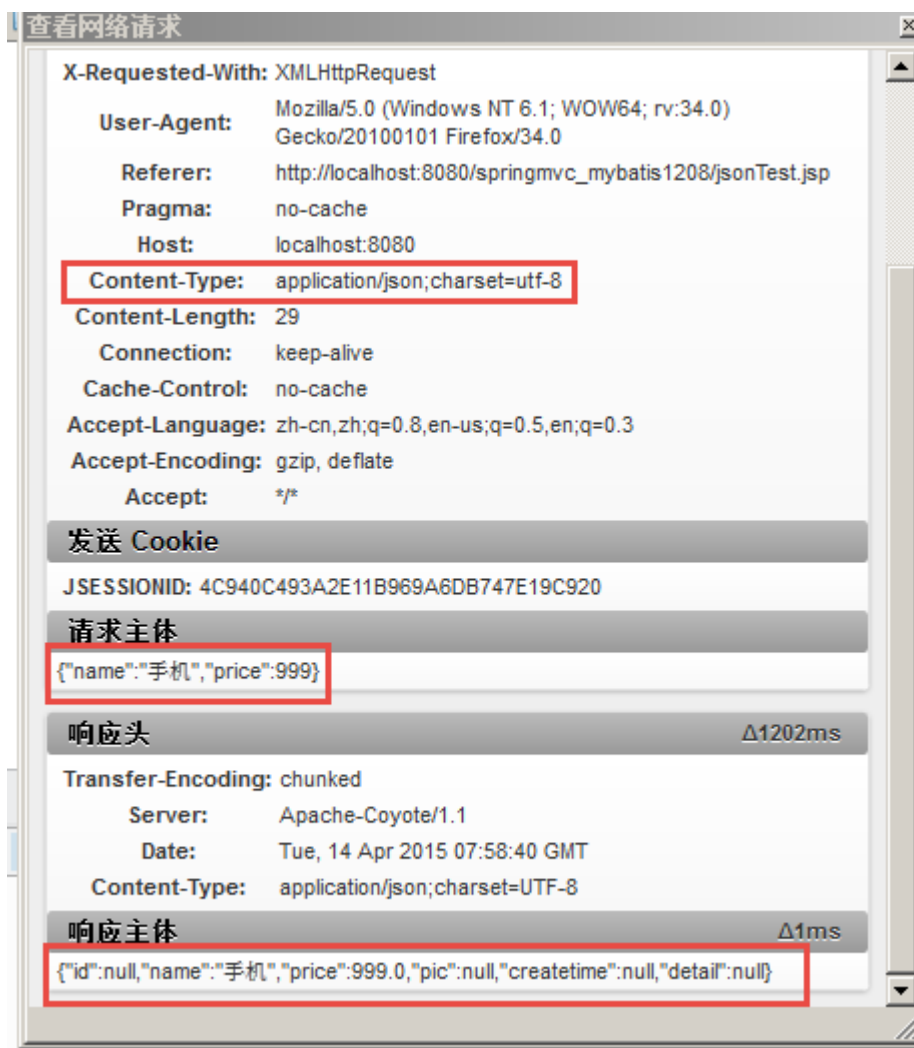 查看网络请求
X-Requested-With: XMLHttpRequest
User-Agent: Mozilla/5.0 (Windows NT 6.1; WOW64; rv:34.0)
Gecko/20100101 Firefox/34.0
Referer: http://localhost:8080/springmvc_mybatis1208/jsonTest.jsp
Pragma: no-cache
Host: localhost:8080
Content-Type: application/json;charset=utf-8
Content-Length: 29
Connection: keep-alive
Cache-Control: no-cache
Accept-Language: zh-cn,zh;q=0.8,en-us;q=0.5,en;q=0.3
Accept-Encoding: gzip, deflate
Accept: */*
发送 Cookie
JSESSIONID: 4C940C493A2E11B969A6DB747E19C920
请求主体
{"name":"手机","price":999}
响应头 Δ1202ms
Transfer-Encoding: chunked
Server: Apache-Coyote/1.1
Date: Tue, 14 Apr 2015 07:58:40 GMT
Content-Type: application/json;charset=UTF-8
响应主体 Δ1ms
{"id":null,"name":"手机","price":999.0,"pic":null,"createtime":null,"detail":null}